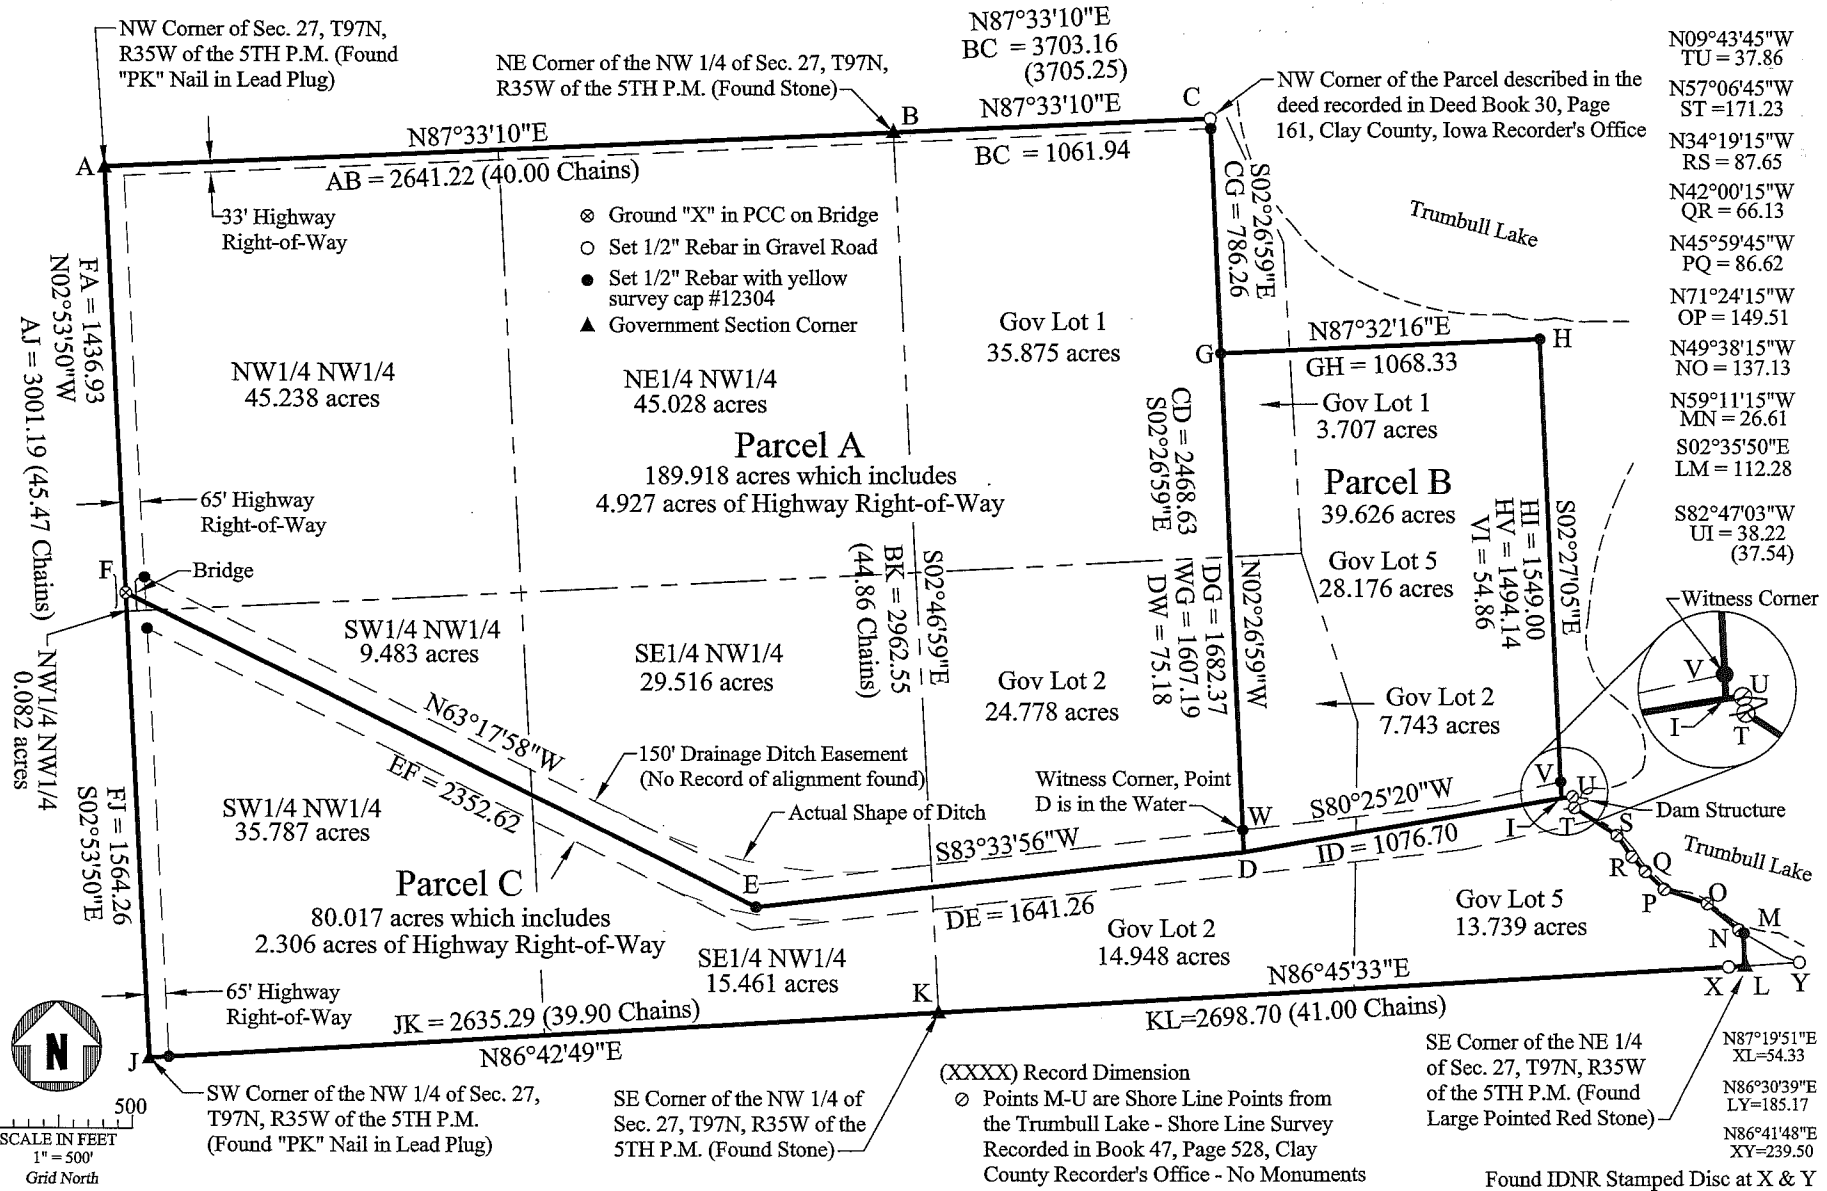 NW Corner of Sec. 27, T97N,
R35W of the 5TH P.M. (Found
"PK" Nail in Lead Plug)
NE Corner of the NW 1/4 of Sec. 27, T97N,
R35W of the 5TH P.M. (Found Stone)
N87°33'10"E
BC = 3703.16
(3705.25)
NW Corner of the Parcel described in the
deed recorded in Deed Book 30, Page
161, Clay County, Iowa Recorder's Office
N09°43'45"W
TU = 37.86
N57°06'45"W
ST =171.23
N34°19'15"W
RS = 87.65
N42°00'15"W
QR = 66.13
N45°59'45"W
PQ = 86.62
N71°24'15"W
OP = 149.51
N49°38'15"W
NO = 137.13
N59°11'15"W
MN = 26.61
S02°35'50"E
LM = 112.28
S82°47'03"W
UI = 38.22
(37.54)
A
B
C
N87°33'10"E
AB = 2641.22 (40.00 Chains)
N87°33'10"E
BC = 1061.94
33' Highway
Right-of-Way
Ground "X" in PCC on Bridge
Set 1/2" Rebar in Gravel Road
Set 1/2" Rebar with yellow
survey cap #12304
Government Section Corner
S02°26'59"E
CG = 786.26
Trumbull Lake
FA = 1436.93
N02°53'50"W
AJ = 3001.19 (45.47 Chains)
NW1/4 NW1/4
45.238 acres
NE1/4 NW1/4
45.028 acres
Gov Lot 1
35.875 acres
G
N87°32'16"E
GH = 1068.33
H
Parcel A
189.918 acres which includes
4.927 acres of Highway Right-of-Way
CD = 2468.63
S02°26'59"E
Gov Lot 1
3.707 acres
Parcel B
39.626 acres
S02°27'05"E
HI = 1549.00
HV = 1494.14
VI = 54.86
65' Highway
Right-of-Way
F
Bridge
S02°46'59"E
BK = 2962.55
(44.86 Chains)
N02°26'59"W
DG = 1682.37
WG = 1607.19
DW = 75.18
Gov Lot 5
28.176 acres
SW1/4 NW1/4
9.483 acres
SE1/4 NW1/4
29.516 acres
Gov Lot 2
24.778 acres
Gov Lot 2
7.743 acres
Witness Corner
V
U
I
T
NW1/4 NW1/4
0.082 acres
N63°17'58"W
EF = 2352.62
150' Drainage Ditch Easement
(No Record of alignment found)
Actual Shape of Ditch
Witness Corner, Point
D is in the Water
W
S80°25'20"W
ID = 1076.70
V
U
I
T
Dam Structure
SW1/4 NW1/4
35.787 acres
FJ = 1564.26
S02°53'50"E
S83°33'56"W
DE = 1641.26
E
D
S
R
Q
P
O
N
M
Trumbull Lake
Parcel C
80.017 acres which includes
2.306 acres of Highway Right-of-Way
SE1/4 NW1/4
15.461 acres
Gov Lot 2
14.948 acres
Gov Lot 5
13.739 acres
65' Highway
Right-of-Way
N
J
JK = 2635.29 (39.90 Chains)
N86°42'49"E
K
N86°45'33"E
KL=2698.70 (41.00 Chains)
X
L
Y
SW Corner of the NW 1/4 of Sec. 27,
T97N, R35W of the 5TH P.M.
(Found "PK" Nail in Lead Plug)
SE Corner of the NW 1/4 of
Sec. 27, T97N, R35W of the
5TH P.M. (Found Stone)
(XXXX) Record Dimension
Points M-U are Shore Line Points from
the Trumbull Lake - Shore Line Survey
Recorded in Book 47, Page 528, Clay
County Recorder's Office - No Monuments
SE Corner of the NE 1/4
of Sec. 27, T97N, R35W
of the 5TH P.M. (Found
Large Pointed Red Stone)
N87°19'51"E
XL=54.33
N86°30'39"E
LY=185.17
N86°41'48"E
XY=239.50
Found IDNR Stamped Disc at X & Y
500
SCALE IN FEET
1" = 500'
Grid North